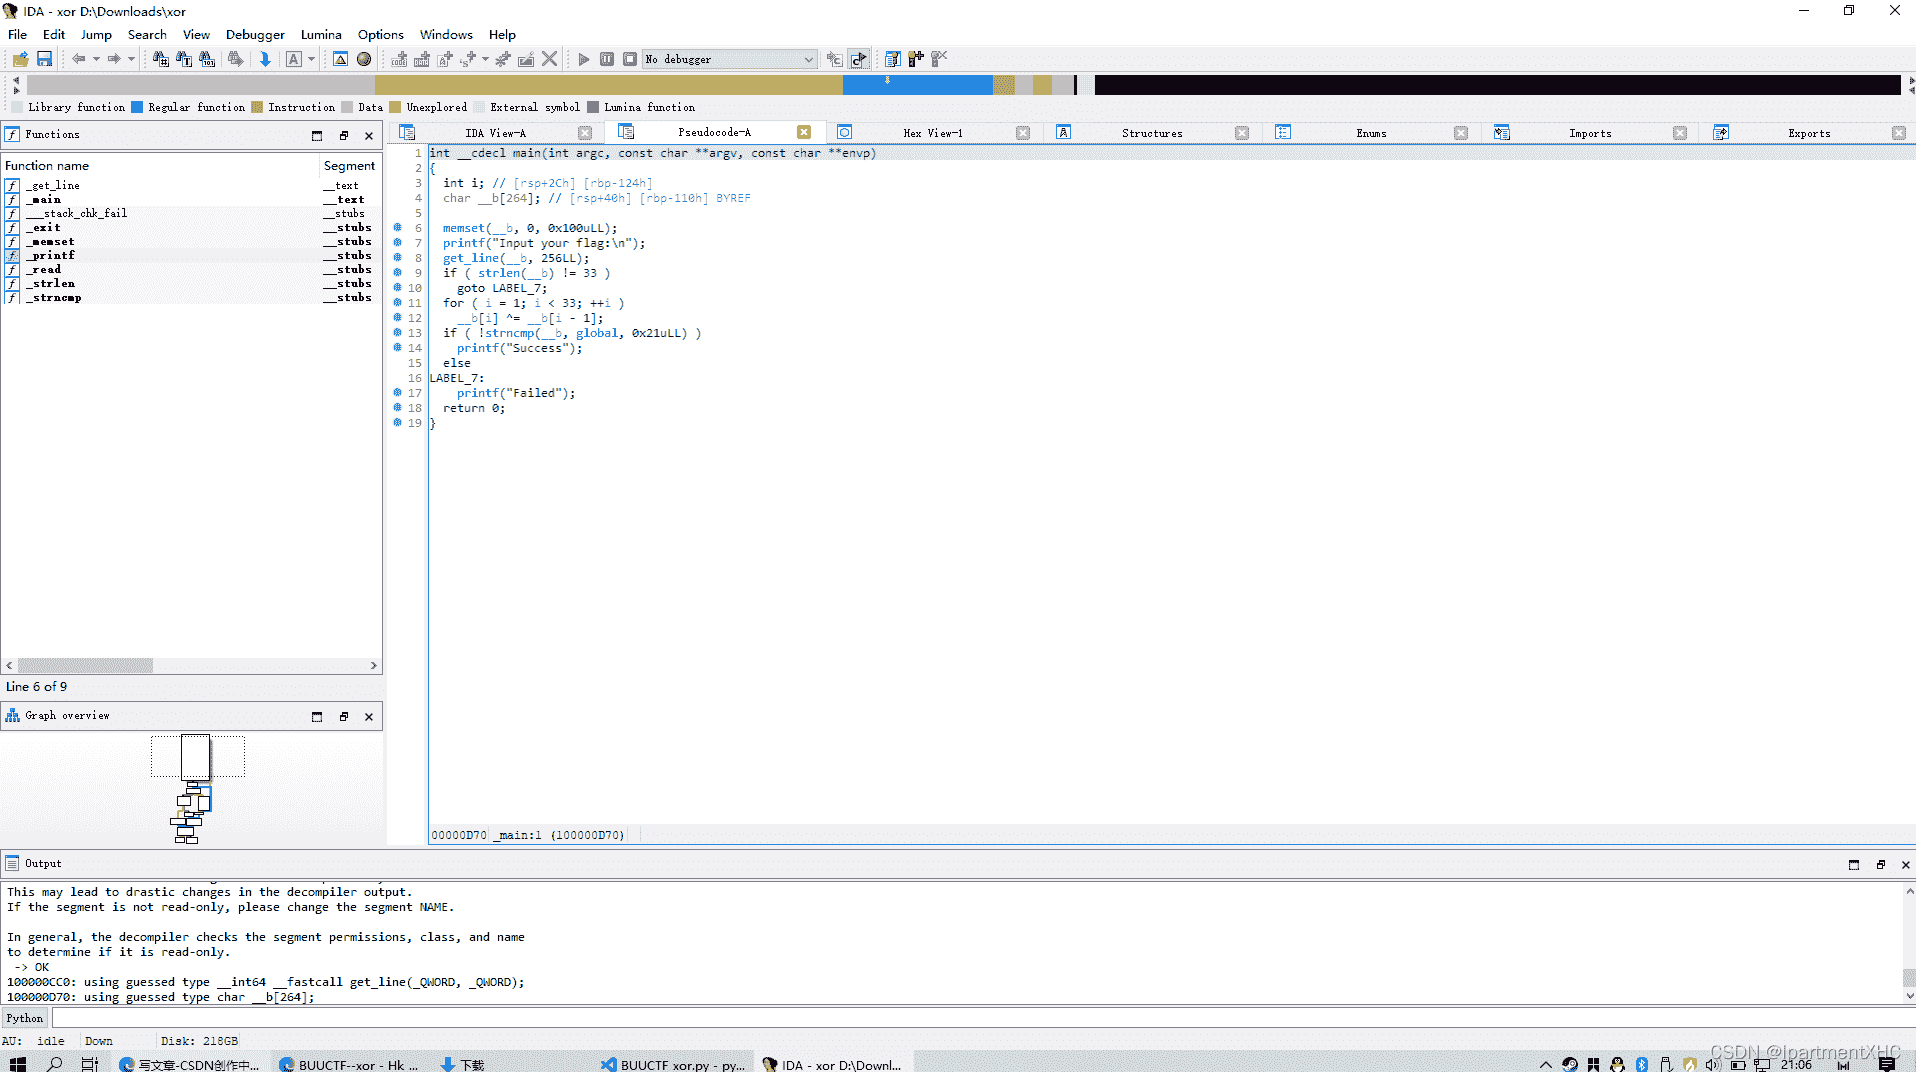 IDA - xor D:\Downloads\xor
File Edit Jump Search View Debugger Lumina Options Windows Help
No debugger
Library function Regular function Instruction Data Unexplored External symbol Lumina function
Functions
IDA View-A Pseudocode-A Hex View-1 Structures Enums Imports Exports
Function name Segment
_get_line __text
_main __text
___stack_chk_fail __stubs
_exit __stubs
_memset __stubs
_printf __stubs
_read __stubs
_strlen __stubs
_strncmp __stubs
Line 6 of 9
Graph overview
1 int __cdecl main(int argc, const char **argv, const char **envp)
2 {
3 int i; // [rsp+2Ch] [rbp-124h]
4 char __b[264]; // [rsp+40h] [rbp-110h] BYREF
5
6 memset(__b, 0, 0x100uLL);
7 printf("Input your flag:\n");
8 get_line(__b, 256LL);
9 if ( strlen(__b) != 33 )
10 goto LABEL_7;
11 for ( i = 1; i < 33; ++i )
12 __b[i] ^= __b[i - 1];
13 if ( !strncmp(__b, global, 0x21uLL) )
14 printf("Success");
15 else
16 LABEL_7:
17 printf("Failed");
18 return 0;
19 }
00000D70 _main:1 (100000D70)
Output
This may lead to drastic changes in the decompiler output.
If the segment is not read-only, please change the segment NAME.
In general, the decompiler checks the segment permissions, class, and name
to determine if it is read-only.
-> OK
100000CC0: using guessed type __int64 __fastcall get_line(_QWORD, _QWORD);
100000D70: using guessed type char __b[264];
Python
AU: idle Down Disk: 218GB
写文章-CSDN创作中... BUUCTF--xor - Hk ... 下载 BUUCTF xor.py - py... IDA - xor D:\Downl... 21:06
CSDN @IpartmentXHC